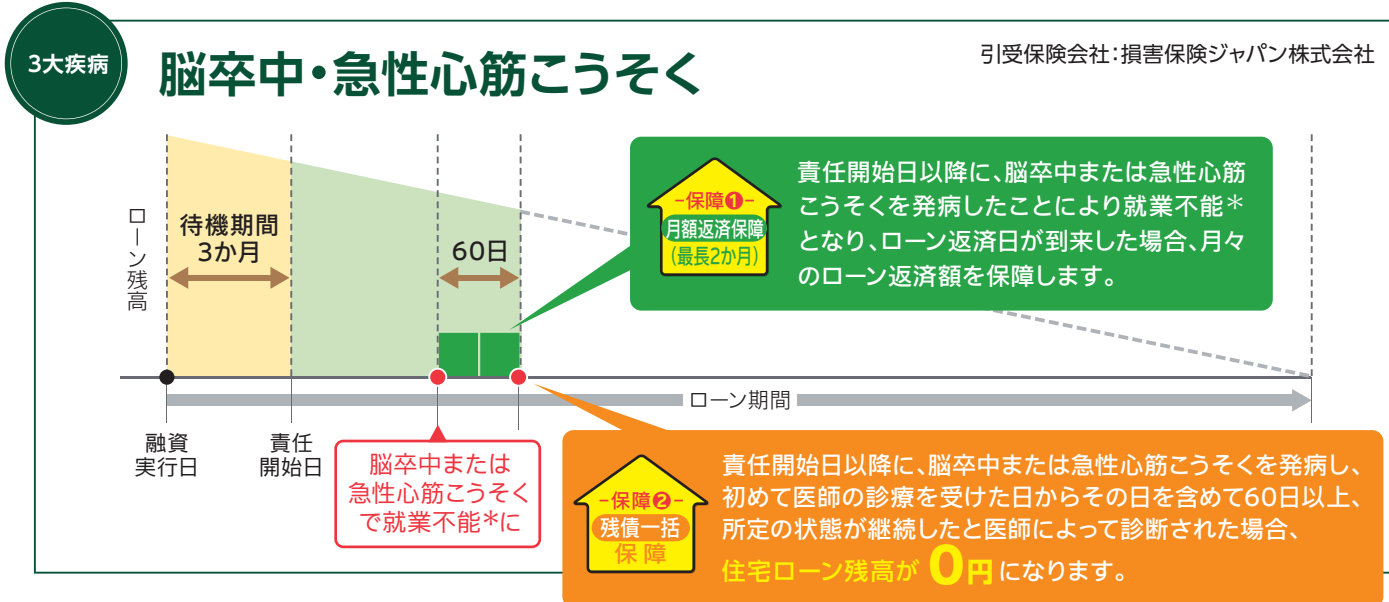 3大疾病
脳卒中・急性心筋こうそく
引受保険会社:損害保険ジャパン株式会社
ローン残高
待機期間
3か月
60日
-保障❶-
月額返済保障
(最長2か月)
責任開始日以降に、脳卒中または急性心筋
こうそくを発病したことにより就業不能＊
となり、ローン返済日が到来した場合、月々
のローン返済額を保障します。
ローン期間
融資
実行日
責任
開始日
脳卒中または
急性心筋こうそく
で就業不能＊に
-保障❷-
残債一括
保障
責任開始日以降に、脳卒中または急性心筋こうそくを発病し、
初めて医師の診療を受けた日からその日を含めて60日以上、
所定の状態が継続したと医師によって診断された場合、
住宅ローン残高が0円になります。